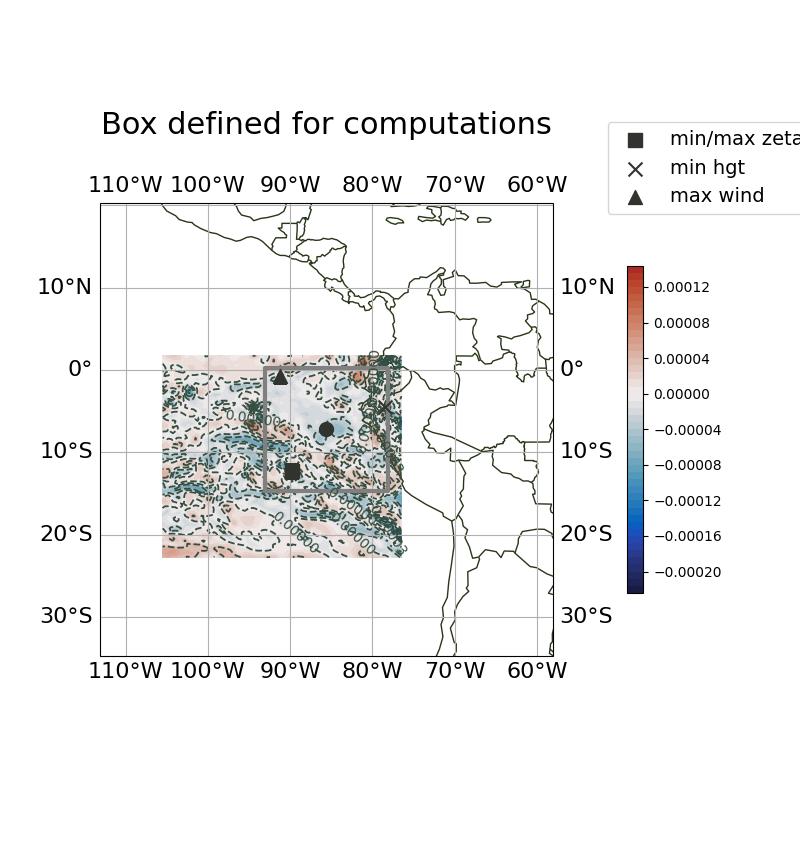 Box defined for computations
min/max zeta
min hgt
max wind
110°W 100°W 90°W 80°W 70°W 60°W
10°N 10°N
0° 0°
10°S 10°S
20°S 20°S
30°S 30°S
110°W 100°W 90°W 80°W 70°W 60°W
0.00012
0.00008
0.00004
0.00000
−0.00004
−0.00008
−0.00012
−0.00016
−0.00020